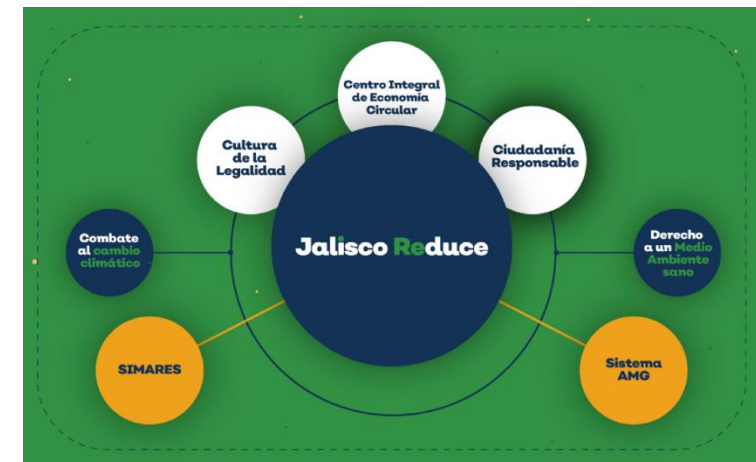 Centro Integral
de Economía
Circular
Cultura
de la
Legalidad
Ciudadanía
Responsable
Jalisco Reduce
Combate
al cambio
climático
Derecho
a un Medio
Ambiente
sano
SIMARES
Sistema
AMG